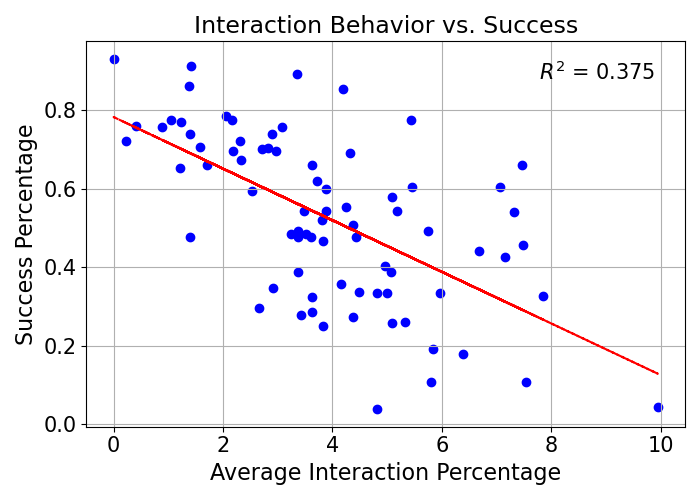 Interaction Behavior vs. Success
R² = 0.375
Success Percentage
0.8
0.6
0.4
0.2
0.0
0 2 4 6 8 10
Average Interaction Percentage